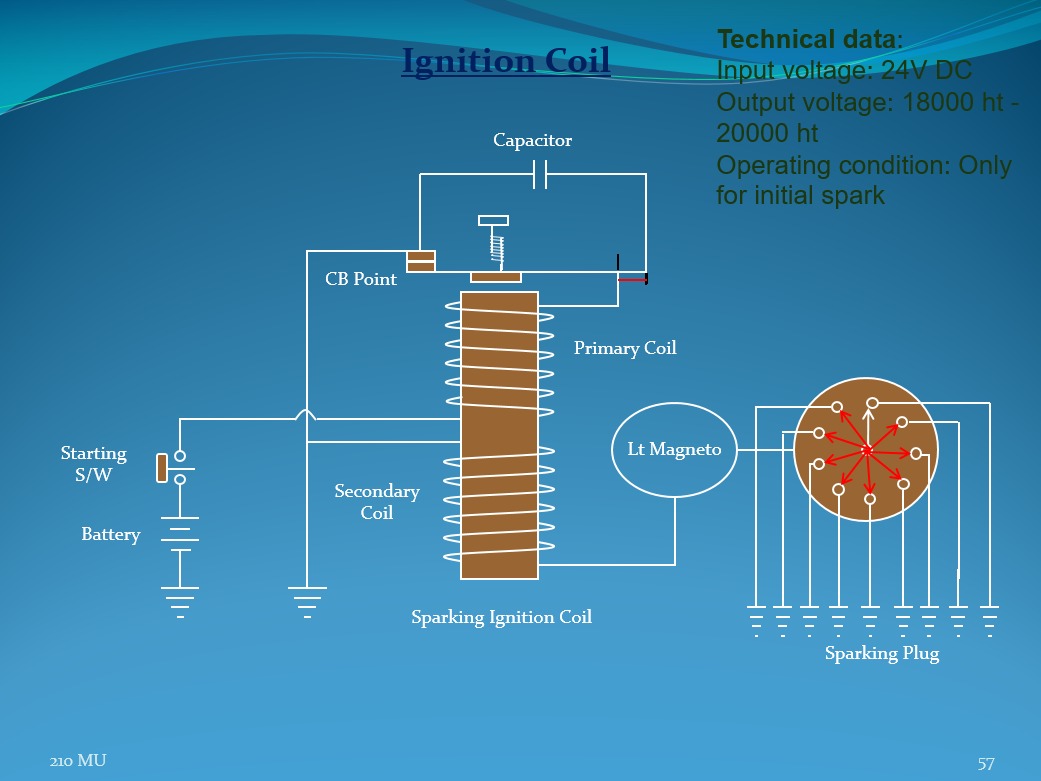 Ignition Coil
Technical data:
Input voltage: 24V DC
Output voltage: 18000 ht -
20000 ht
Operating condition: Only
for initial spark
Capacitor
CB Point
Primary Coil
Starting
S/W
Lt Magneto
Secondary
Coil
Battery
Sparking Ignition Coil
Sparking Plug
210 MU
57